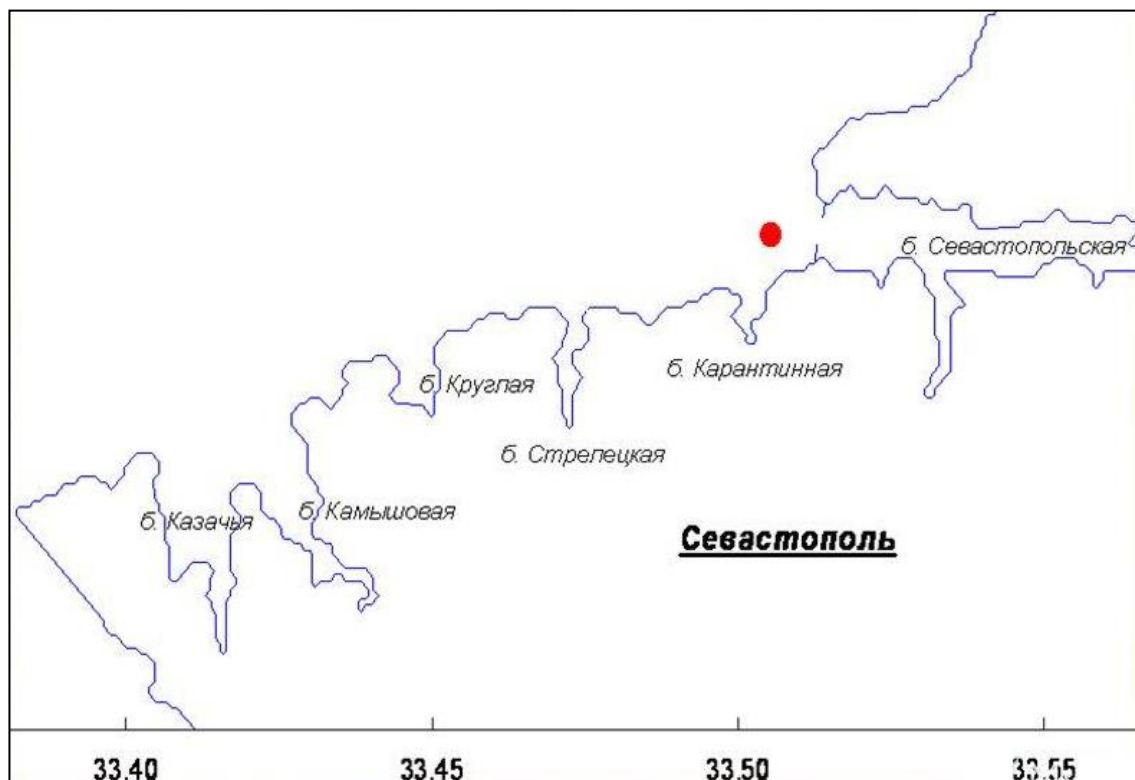 б. Севастопольская
б. Карантинная
б. Круглая
б. Стрелецкая
б. Казачья
б. Камышовая
Севастополь
33.40 33.45 33.50 33.55